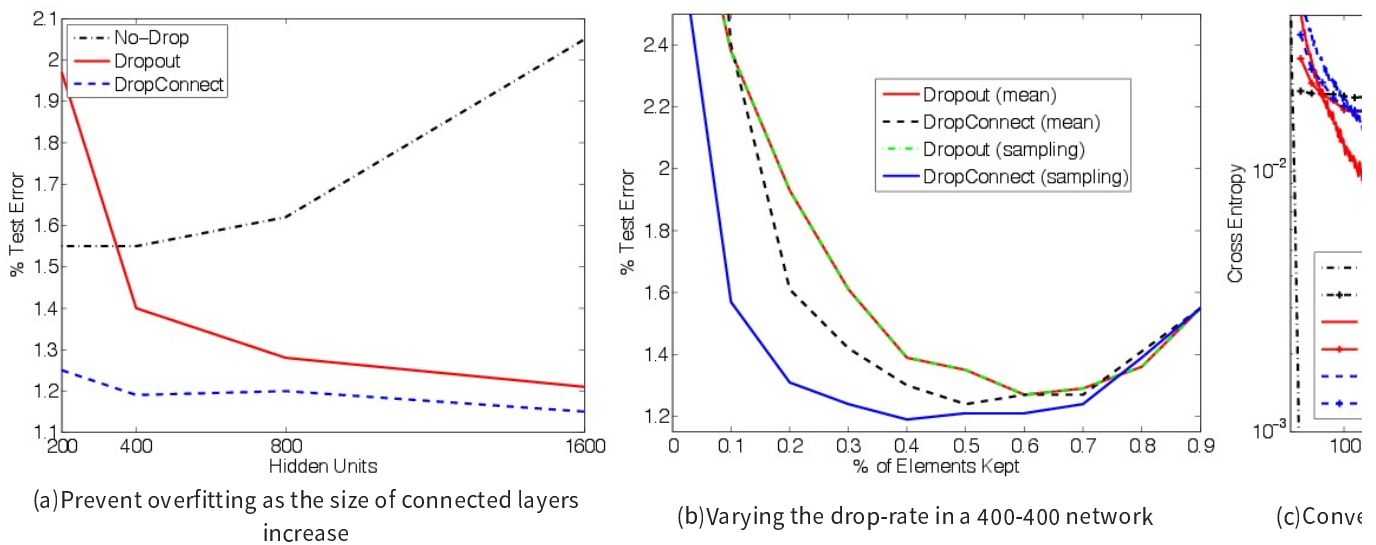 2.1
2
1.9
1.8
1.7
1.6
1.5
1.4
1.3
1.2
1.1
% Test Error
No-Drop
Dropout
DropConnect
200
400
800
1600
Hidden Units
(a)Prevent overfitting as the size of connected layers
increase
2.4
2.2
2
1.8
1.6
1.4
1.2
% Test Error
Dropout (mean)
DropConnect (mean)
Dropout (sampling)
DropConnect (sampling)
0
0.1
0.2
0.3
0.4
0.5
0.6
0.7
0.8
0.9
% of Elements Kept
(b)Varying the drop-rate in a 400-400 network
Cross Entropy
10^-2
10^-3
100
(c)Conve